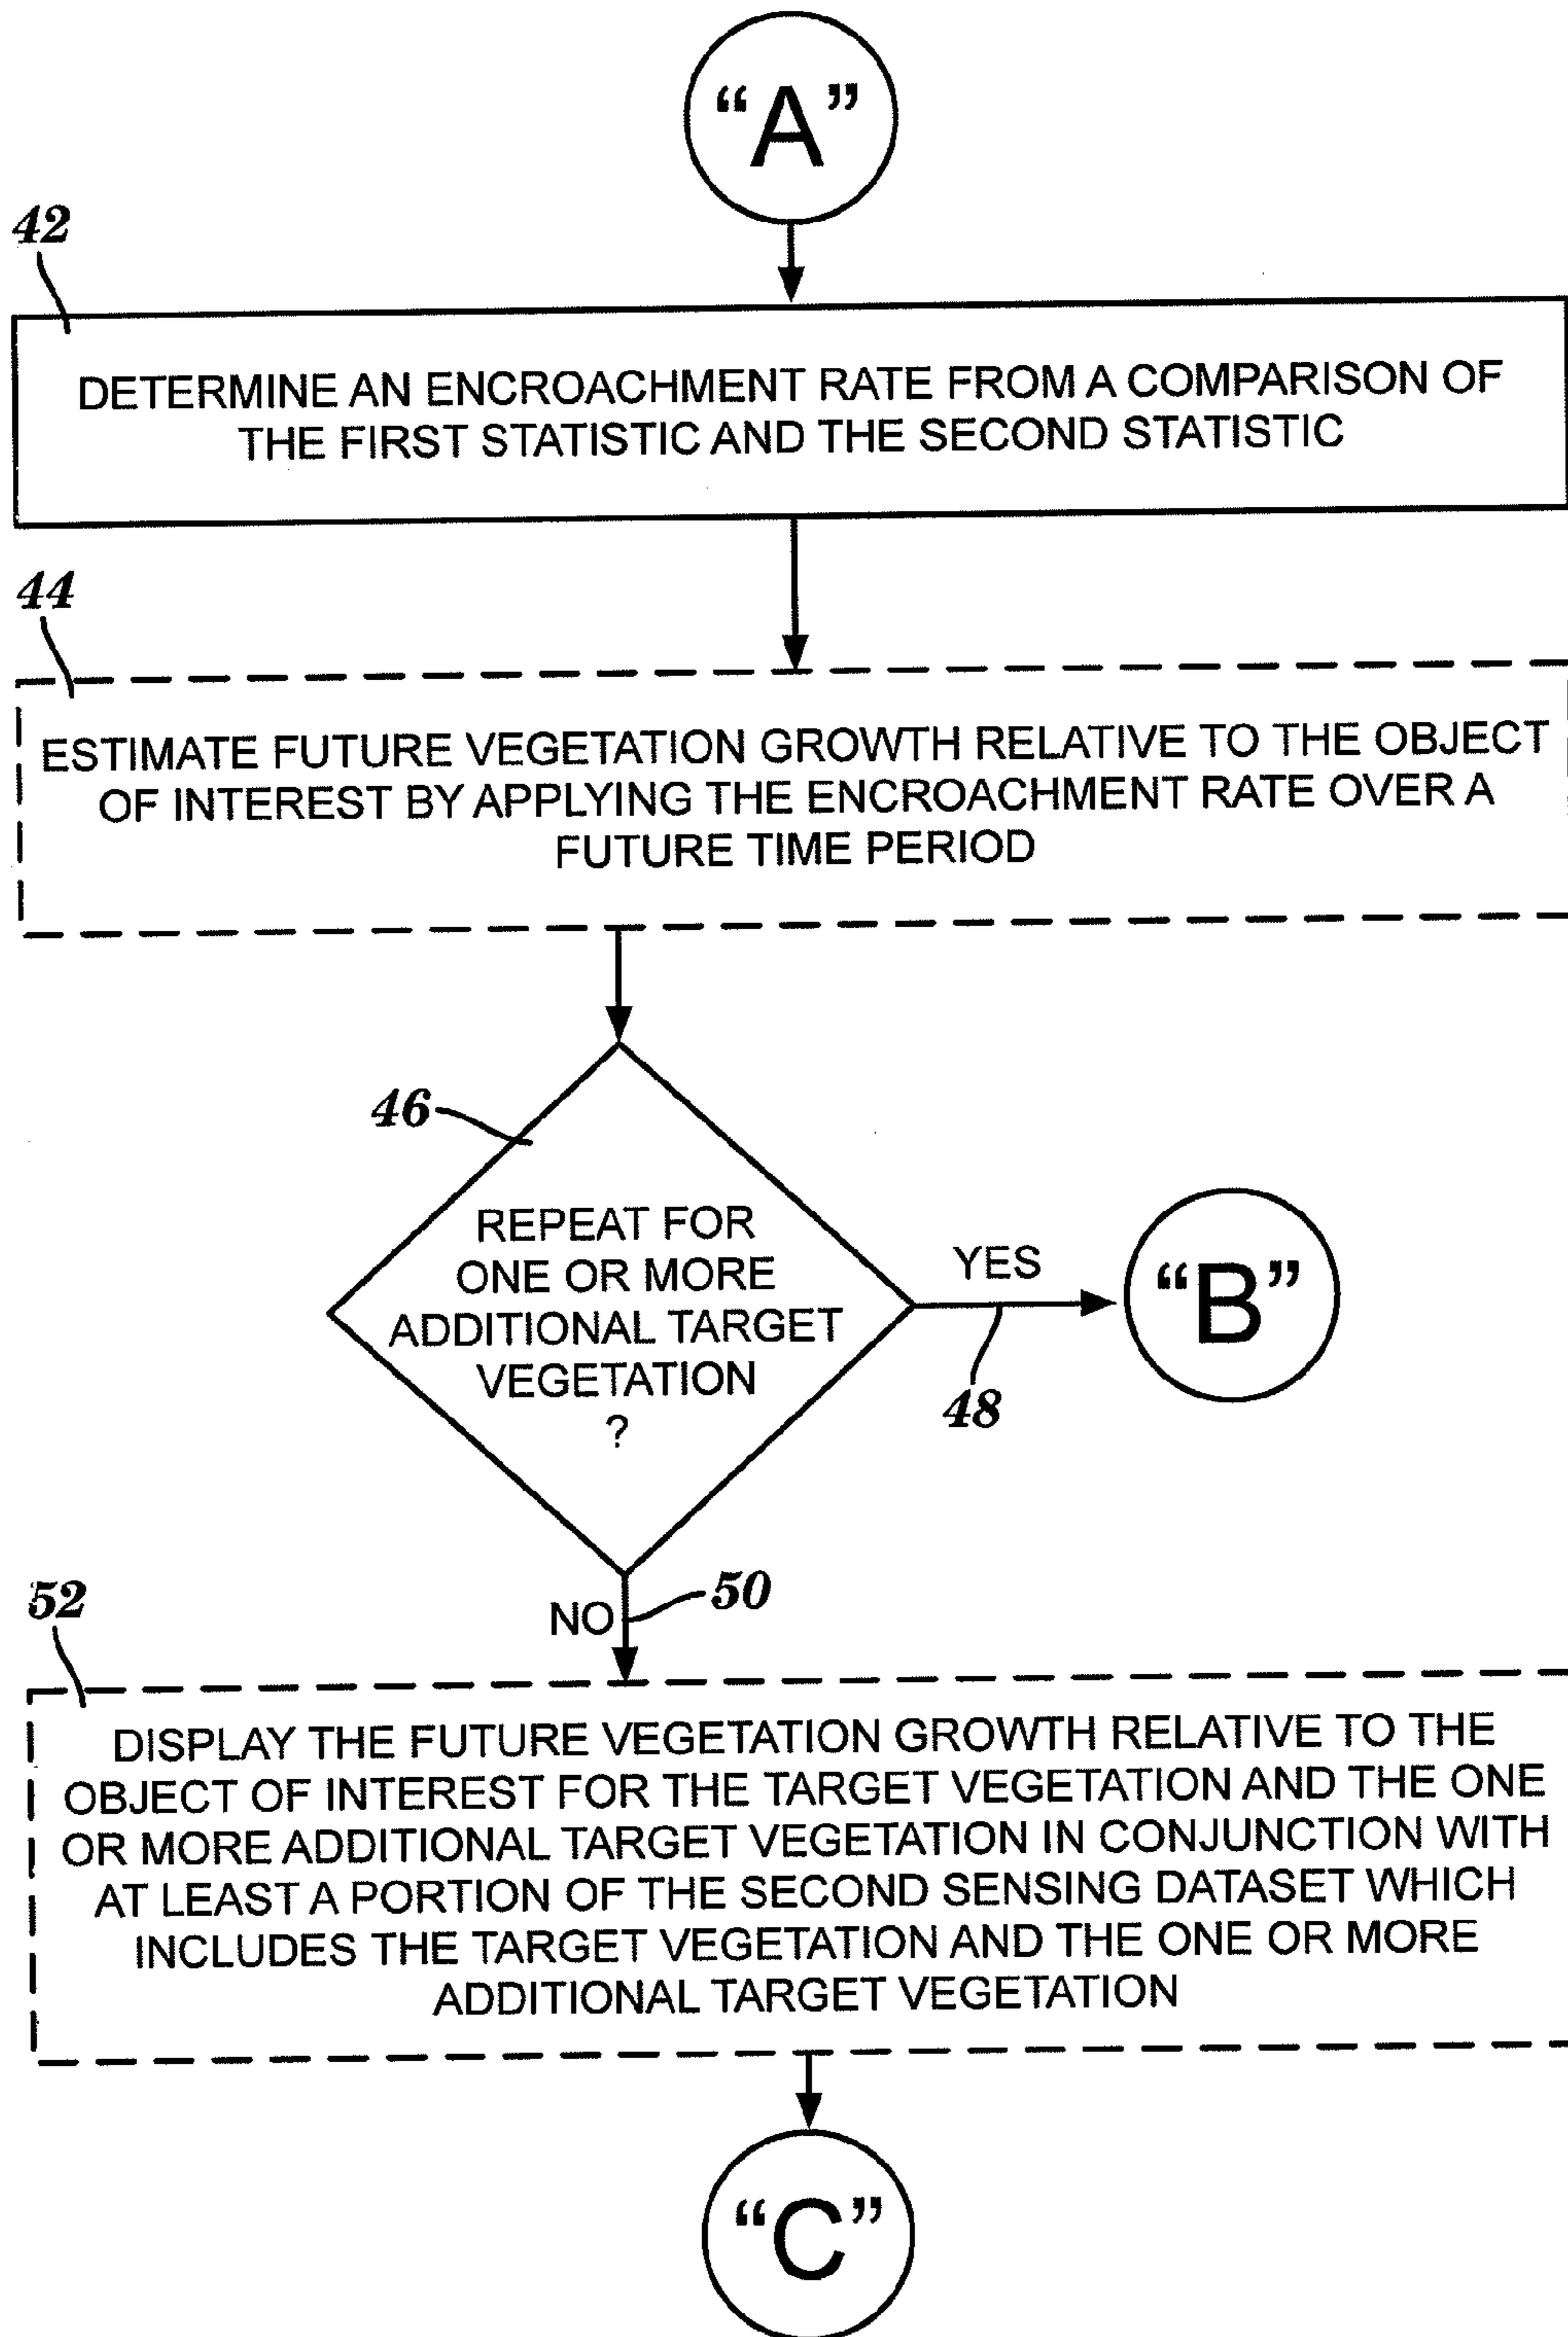 “A”
42
DETERMINE AN ENCROACHMENT RATE FROM A COMPARISON OF
THE FIRST STATISTIC AND THE SECOND STATISTIC
44
ESTIMATE FUTURE VEGETATION GROWTH RELATIVE TO THE OBJECT
OF INTEREST BY APPLYING THE ENCROACHMENT RATE OVER A
FUTURE TIME PERIOD
46
REPEAT FOR
ONE OR MORE
ADDITIONAL TARGET
VEGETATION
?
YES
48
“B”
NO
50
52
DISPLAY THE FUTURE VEGETATION GROWTH RELATIVE TO THE
OBJECT OF INTEREST FOR THE TARGET VEGETATION AND THE ONE
OR MORE ADDITIONAL TARGET VEGETATION IN CONJUNCTION WITH
AT LEAST A PORTION OF THE SECOND SENSING DATASET WHICH
INCLUDES THE TARGET VEGETATION AND THE ONE OR MORE
ADDITIONAL TARGET VEGETATION
“C”